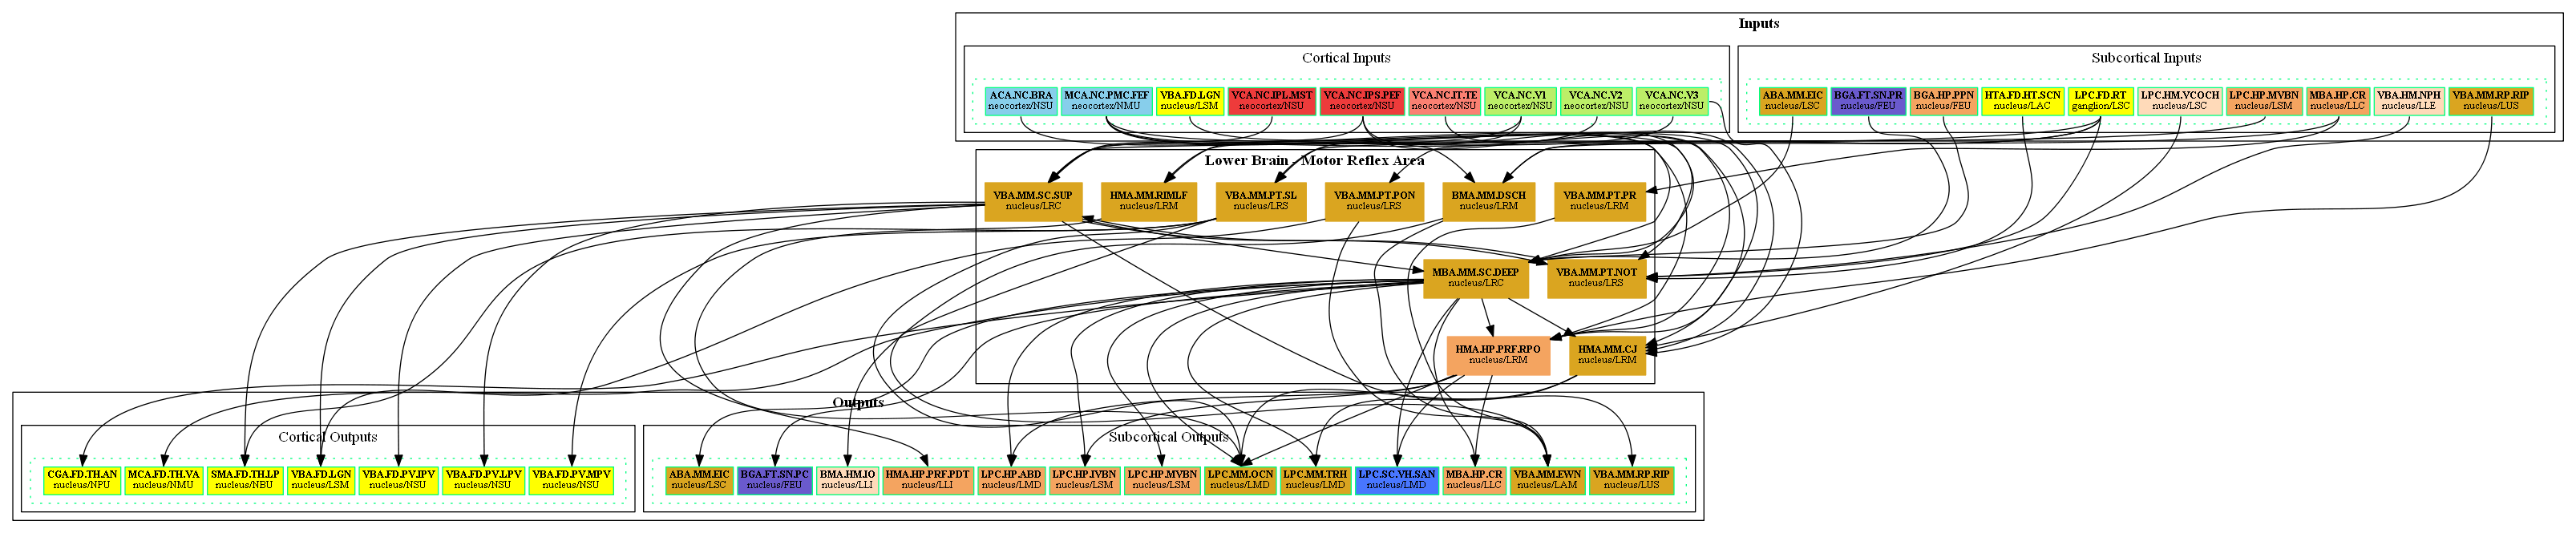 Inputs
Cortical Inputs
Subcortical Inputs
ACA.NC.BRA
neocortex/NSU
MCA.NC.PMC.FEF
neocortex/NMU
VBA.FD.LGN
nucleus/LSM
VCA.NC.IPL.MST
neocortex/NSU
VCA.NC.IPS.PEF
neocortex/NSU
VCA.NC.IT.TE
neocortex/NSU
VCA.NC.V1
neocortex/NSU
VCA.NC.V2
neocortex/NSU
VCA.NC.V3
neocortex/NSU
ABA.MM.EIC
nucleus/LSC
BGA.FT.SN.PR
nucleus/FEU
BGA.HP.PPN
nucleus/FEU
HTA.FD.HT.SCN
nucleus/LAC
LPC.FD.RT
ganglion/LSC
LPC.HM.VCOCH
nucleus/LSC
LPC.HP.MVBN
nucleus/LSM
MBA.HP.CR
nucleus/LLC
VBA.HM.NPH
nucleus/LLE
VBA.MM.RP.RIP
nucleus/LUS
Lower Brain - Motor Reflex Area
VBA.MM.SC.SUP
nucleus/LRC
HMA.MM.RIMLF
nucleus/LRM
VBA.MM.PT.SL
nucleus/LRS
VBA.MM.PT.PON
nucleus/LRS
BMA.MM.DSCH
nucleus/LRM
VBA.MM.PT.PR
nucleus/LRM
MBA.MM.SC.DEEP
nucleus/LRC
VBA.MM.PT.NOT
nucleus/LRS
HMA.HP.PRF.RPO
nucleus/LRM
HMA.MM.CJ
nucleus/LRM
Outputs
Cortical Outputs
Subcortical Outputs
CGA.FD.TH.AN
nucleus/NPU
MCA.FD.TH.VA
nucleus/NMU
SMA.FD.TH.LP
nucleus/NBU
VBA.FD.LGN
nucleus/LSM
VBA.FD.PV.IPV
nucleus/NSU
VBA.FD.PV.LPV
nucleus/NSU
VBA.FD.PV.MPV
nucleus/NSU
ABA.MM.EIC
nucleus/LSC
BGA.FT.SN.PC
nucleus/FEU
BMA.HM.IO
nucleus/LLI
HMA.HP.PRF.PDT
nucleus/LLI
LPC.HP.ABD
nucleus/LMD
LPC.HP.IVBN
nucleus/LSM
LPC.HP.MVBN
nucleus/LSM
LPC.MM.OCN
nucleus/LMD
LPC.MM.TRH
nucleus/LMD
LPC.SC.VH.SAN
nucleus/LMD
MBA.HP.CR
nucleus/LLC
VBA.MM.EWN
nucleus/LAM
VBA.MM.RP.RIP
nucleus/LUS